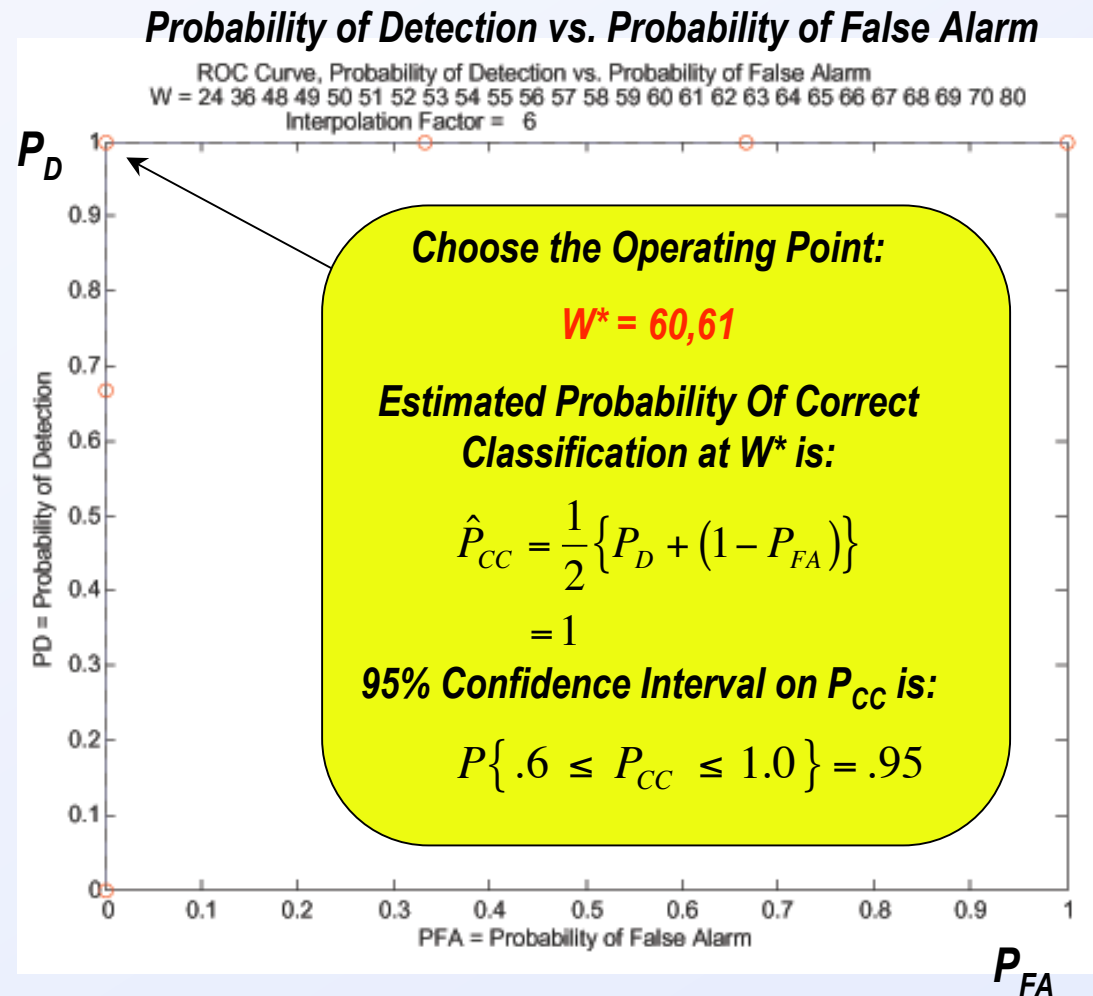 Probability of Detection vs. Probability of False Alarm
ROC Curve, Probability of Detection vs. Probability of False Alarm
W = 24 36 48 49 50 51 52 53 54 55 56 57 58 59 60 61 62 63 64 65 66 67 68 69 70 80
Interpolation Factor = 6
P_D
1
0.9
0.8
0.7
0.6
0.5
0.4
0.3
0.2
0.1
0
PD = Probability of Detection
Choose the Operating Point:
W* = 60,61
Estimated Probability Of Correct
Classification at W* is:
P̂_CC = 1/2 {P_D + (1 − P_FA)}
= 1
95% Confidence Interval on P_CC is:
P{ .6 ≤ P_CC ≤ 1.0 } = .95
0 0.1 0.2 0.3 0.4 0.5 0.6 0.7 0.8 0.9 1
PFA = Probability of False Alarm
P_FA